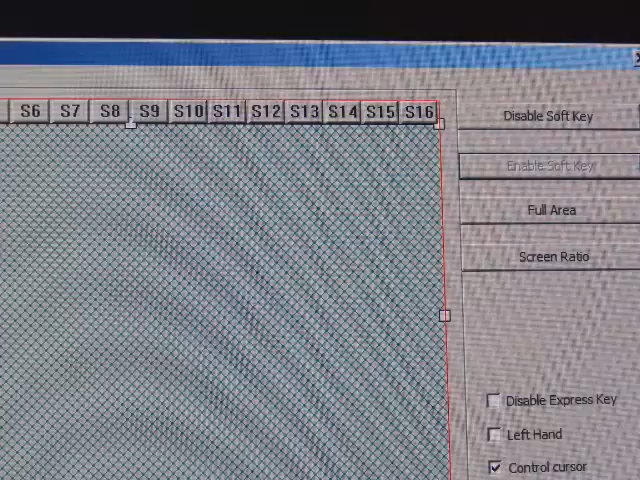 S6 S7 S8 S9 S10 S11 S12 S13 S14 S15 S16
Disable Soft Key
Enable Soft Key
Full Area
Screen Ratio
Disable Express Key
Left Hand
Control cursor